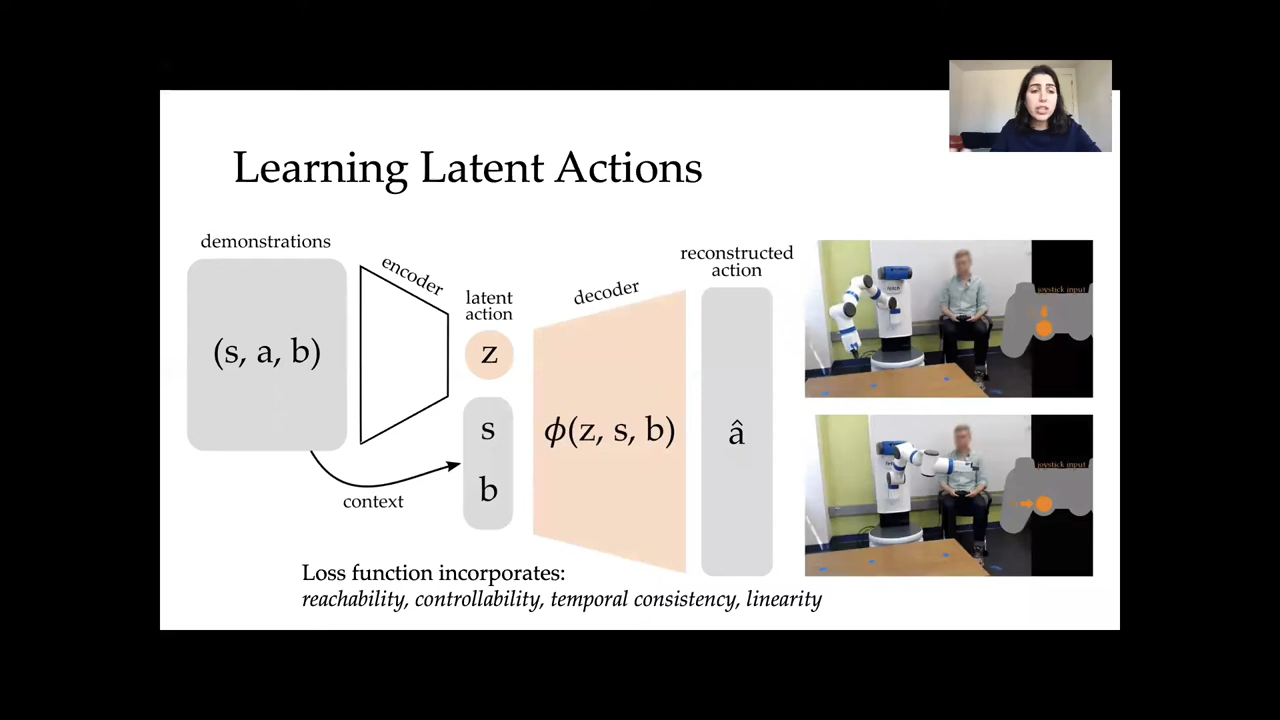 Learning Latent Actions
demonstrations
(s, a, b)
encoder
context
latent
action
z
s
b
decoder
ϕ(z, s, b)
reconstructed
action
â
joystick input
fetch
joystick input
Loss function incorporates:
reachability, controllability, temporal consistency, linearity